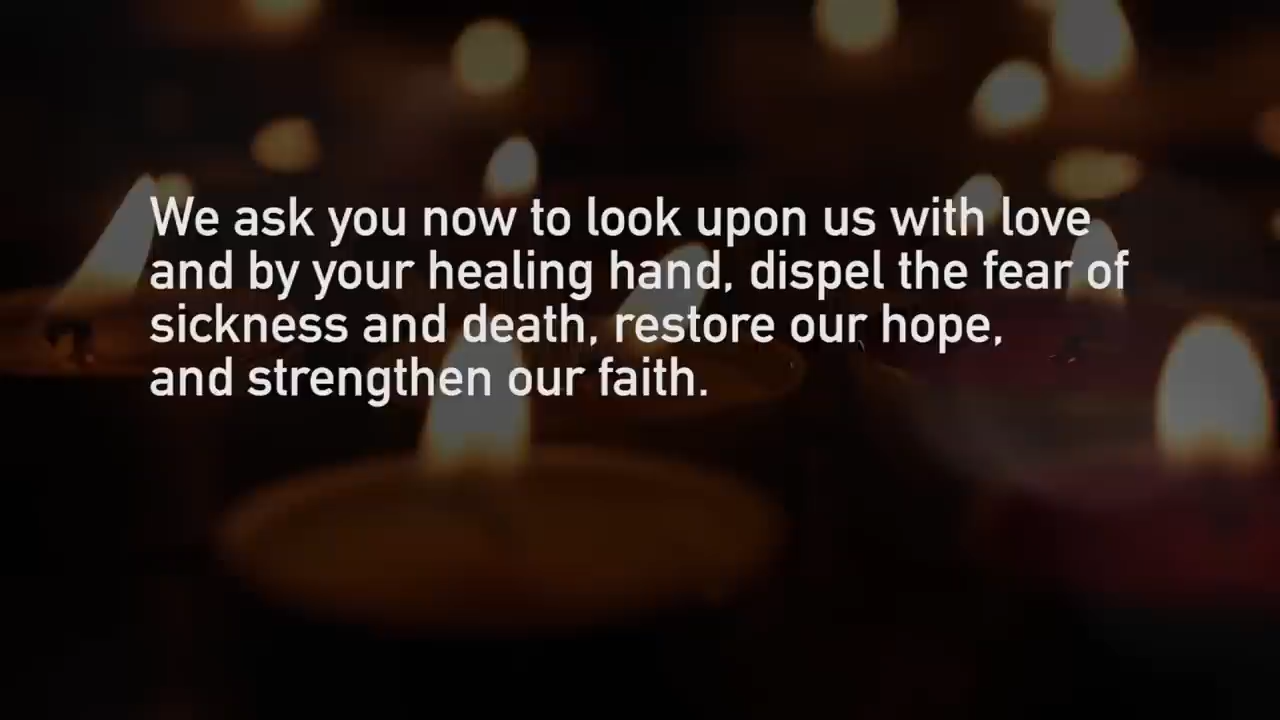 We ask you now to look upon us with love
and by your healing hand, dispel the fear of
sickness and death, restore our hope,
and strengthen our faith.